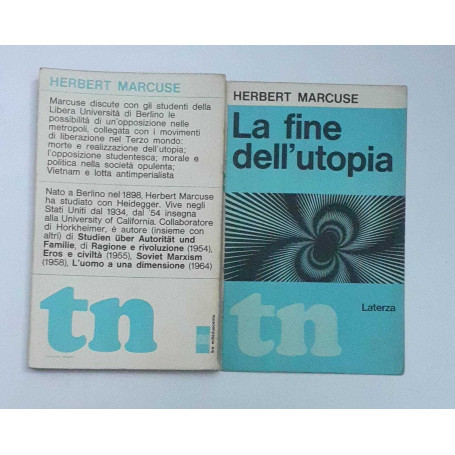 HERBERT MARCUSE
Marcuse discute con gli studenti della
Libera Università di Berlino le
possibilità di un'opposizione nelle
metropoli, collegata con i movimenti
di liberazione nel Terzo mondo:
morte e realizzazione dell'utopia;
l'opposizione studentesca; morale e
politica nella società opulenta;
Vietnam e lotta antimperialista
Nato a Berlino nel 1898, Herbert Marcuse
ha studiato con Heidegger. Vive negli
Stati Uniti dal 1934, dal '54 insegna
alla University of California. Collaboratore
di Horkheimer, è autore (insieme con
altri) di Studien über Autorität und
Familie, di Ragione e rivoluzione (1954),
Eros e civiltà (1955), Soviet Marxism
(1958), L'uomo a una dimensione (1964)
tn
HERBERT MARCUSE
La fine
dell'utopia
tn
Laterza